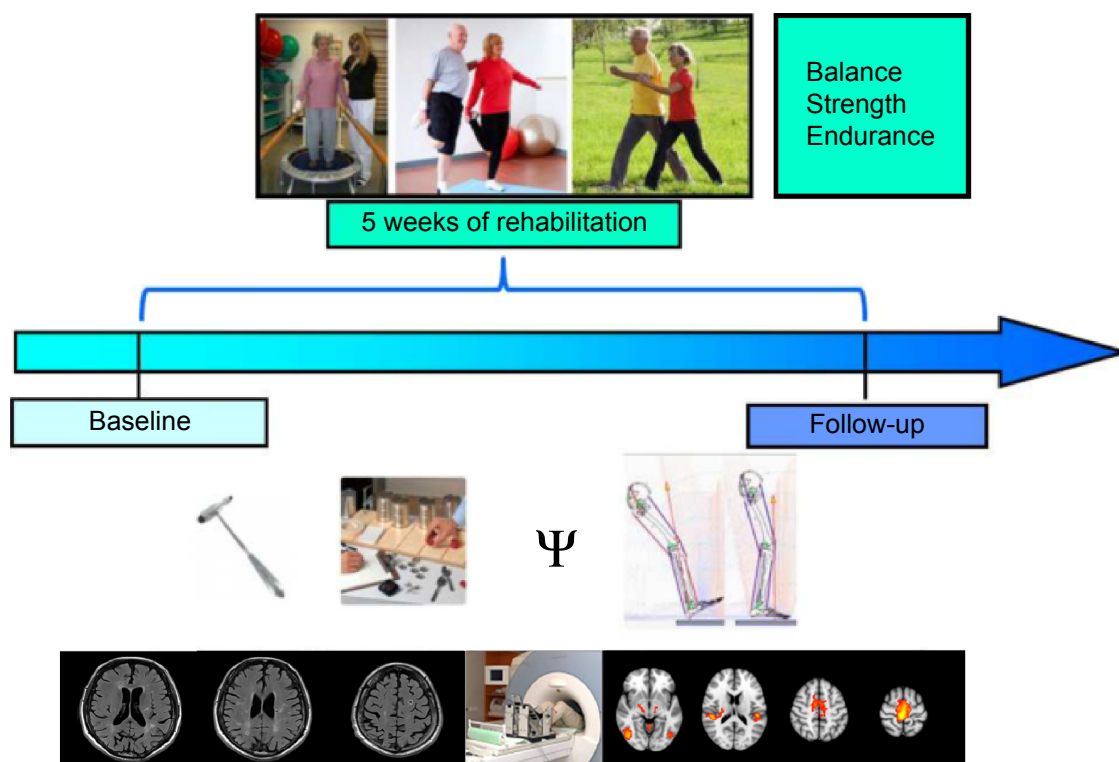 Balance
Strength
Endurance
5 weeks of rehabilitation
Baseline
Follow-up
Ψ